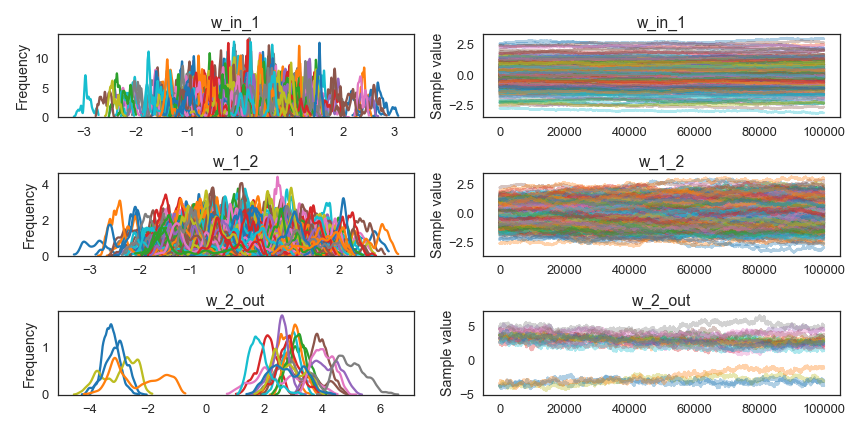 w_in_1
Frequency
10
5
0
−3 −2 −1 0 1 2 3
w_in_1
Sample value
2.5
0.0
−2.5
0 20000 40000 60000 80000 100000
w_1_2
Frequency
4
2
0
−3 −2 −1 0 1 2 3
w_1_2
Sample value
2.5
0.0
−2.5
0 20000 40000 60000 80000 100000
w_2_out
Frequency
1
0
−4 −2 0 2 4 6
w_2_out
Sample value
5
0
−5
0 20000 40000 60000 80000 100000